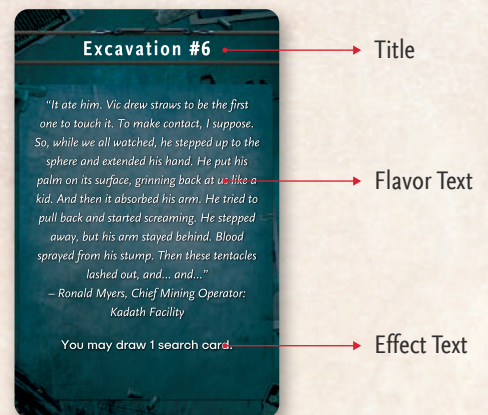 Excavation #6
Title
“It ate him. Vic drew straws to be the first
one to touch it. To make contact, I suppose.
So, while we all watched, he stepped up to the
sphere and extended his hand. He put his
palm on its surface, grinning back at us like a
kid. And then it absorbed his arm. He tried to
pull back and started screaming. He stepped
away, but his arm stayed behind. Blood
sprayed from his stump. Then these tentacles
lashed out, and... and...”
– Ronald Myers, Chief Mining Operator:
Kadath Facility
Flavor Text
You may draw 1 search card.
Effect Text